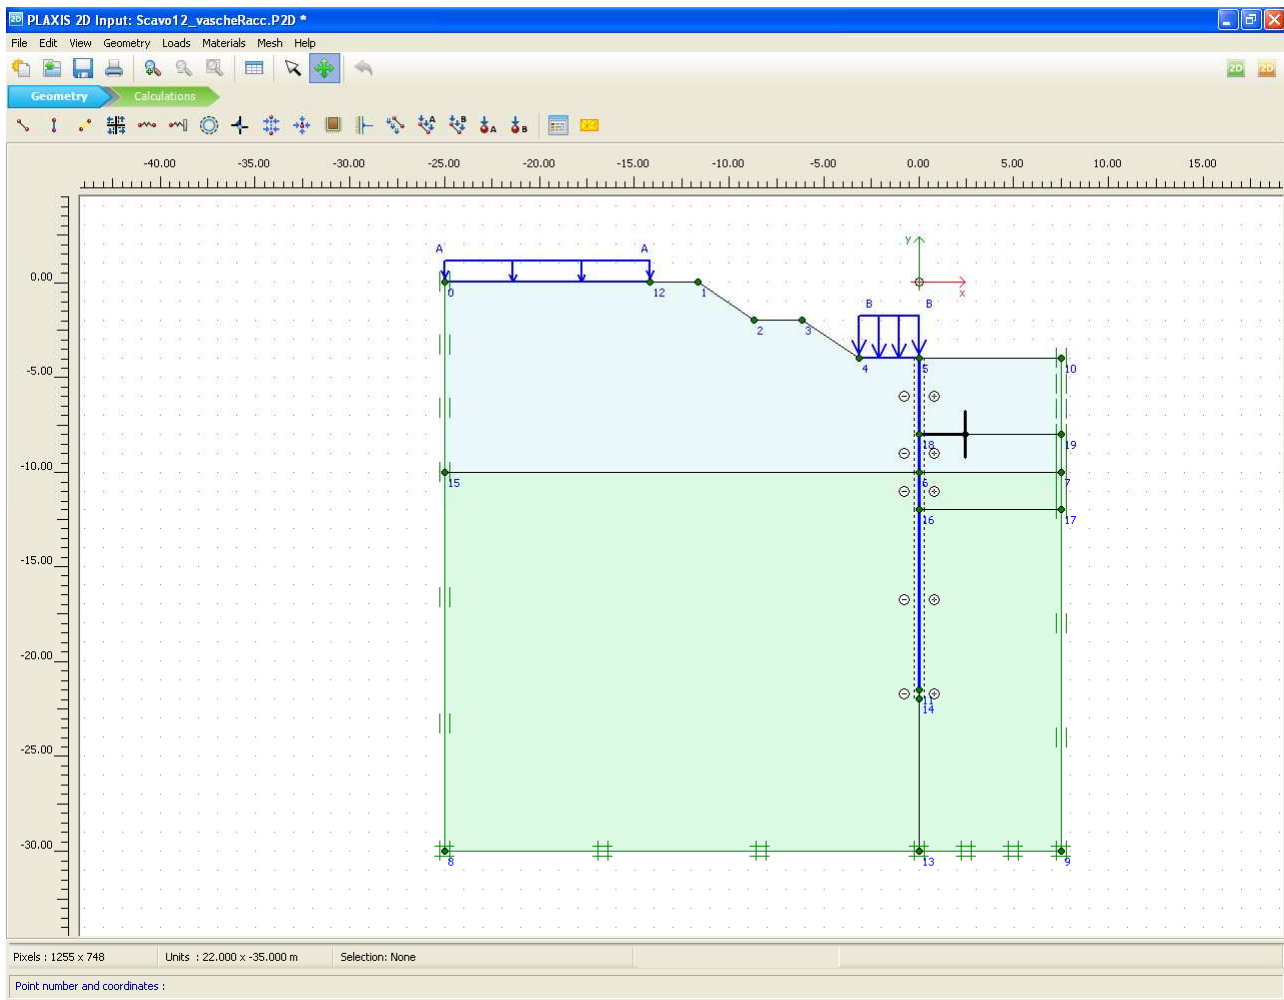 PLAXIS 2D Input: Scavo12_vascheRacc.P2D *
File Edit View Geometry Loads Materials Mesh Help
2D 2D
Geometry Calculations
A B A B
-40.00 -35.00 -30.00 -25.00 -20.00 -15.00 -10.00 -5.00 0.00 5.00 10.00 15.00
y
A A
0.00
x
0 12 1
B B
2 3
-5.00
4 5 10
18 19
-10.00
15 6 7
16 17
-15.00
-20.00
11
14
-25.00
-30.00
8 13 9
Pixels : 1255 x 748 Units : 22.000 x -35.000 m Selection: None
Point number and coordinates :